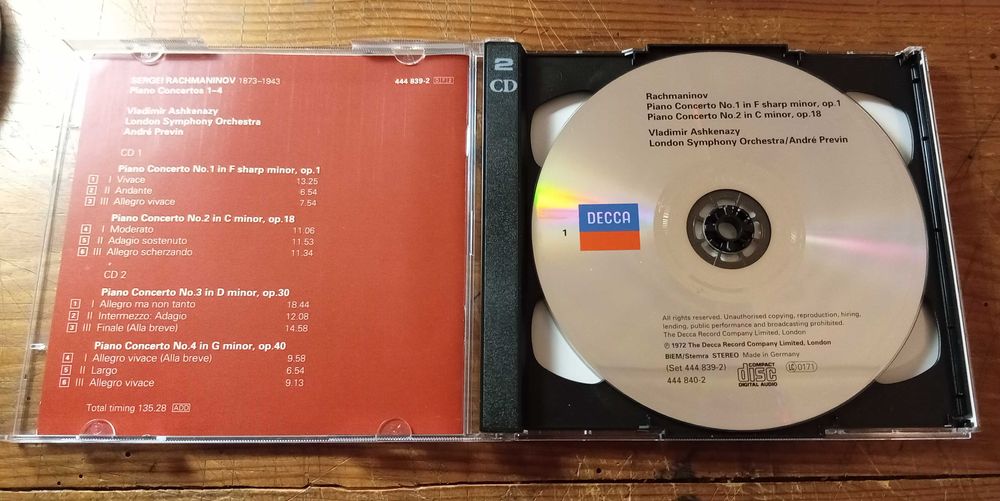 SERGEI RACHMANINOV 1873–1943
444 839-2 DF2
Piano Concertos 1–4
Vladimir Ashkenazy
London Symphony Orchestra
André Previn
CD 1
Piano Concerto No.1 in F sharp minor, op.1
1 I Vivace 13.25
2 II Andante 6.54
3 III Allegro vivace 7.54
Piano Concerto No.2 in C minor, op.18
4 I Moderato 11:06
5 II Adagio sostenuto 11.53
6 III Allegro scherzando 11.34
CD 2
Piano Concerto No.3 in D minor, op.30
1 I Allegro ma non tanto 18.44
2 II Intermezzo: Adagio 12.08
3 III Finale (Alla breve) 14.58
Piano Concerto No.4 in G minor, op.40
4 I Allegro vivace (Alla breve) 9.58
5 II Largo 6.54
6 III Allegro vivace 9.13
Total timing 135.28 ADD
2
CD
Rachmaninov
Piano Concerto No.1 in F sharp minor, op.1
Piano Concerto No.2 in C minor, op.18
Vladimir Ashkenazy
London Symphony Orchestra/André Previn
1
DECCA
All rights reserved. Unauthorised copying, reproduction, hiring,
lending, public performance and broadcasting prohibited.
The Decca Record Company Limited, London
℗ 1972 The Decca Record Company Limited, London
BIEM/Stemra STEREO Made in Germany
(Set 444 839-2)
444 840-2
COMPACT
disc
DIGITAL AUDIO
LC 0171